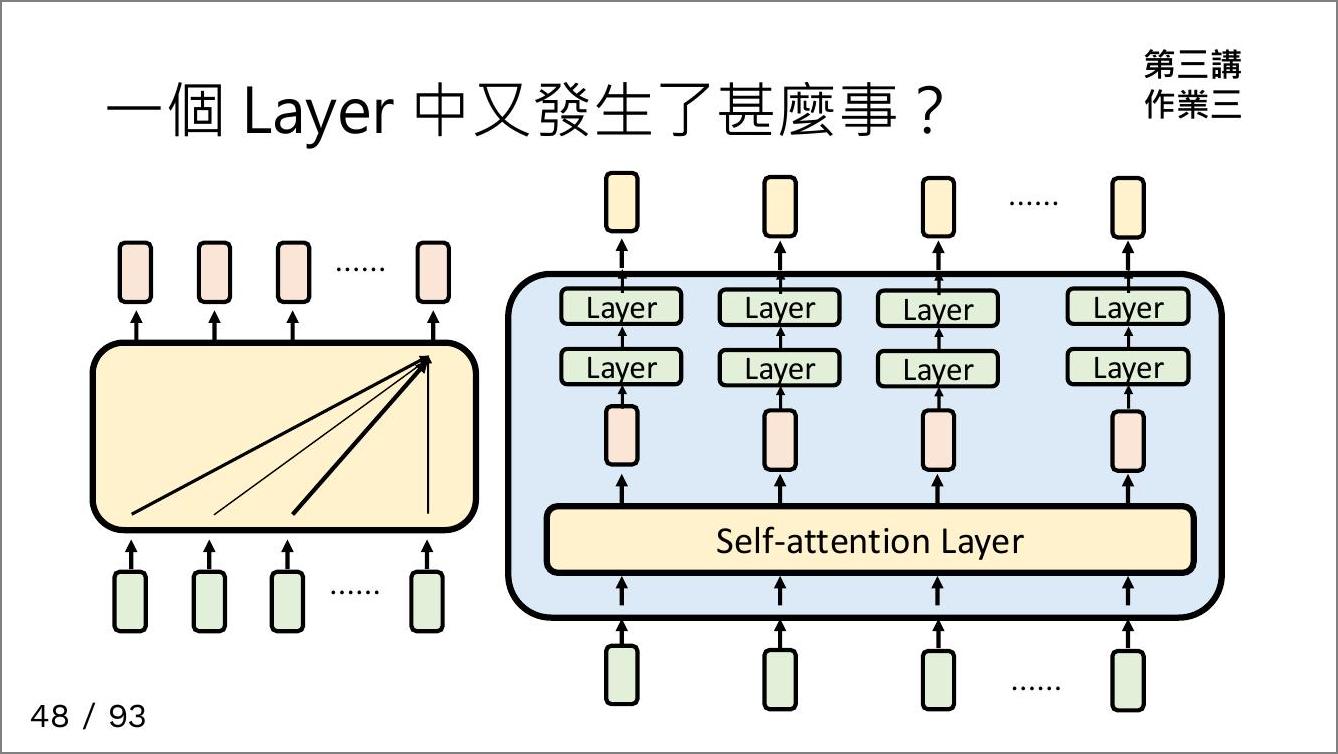 第三講
作業三
一個 Layer 中又發生了甚麼事？
......
......
Layer Layer Layer Layer
Layer Layer Layer Layer
Self-attention Layer
......
......
48 / 93